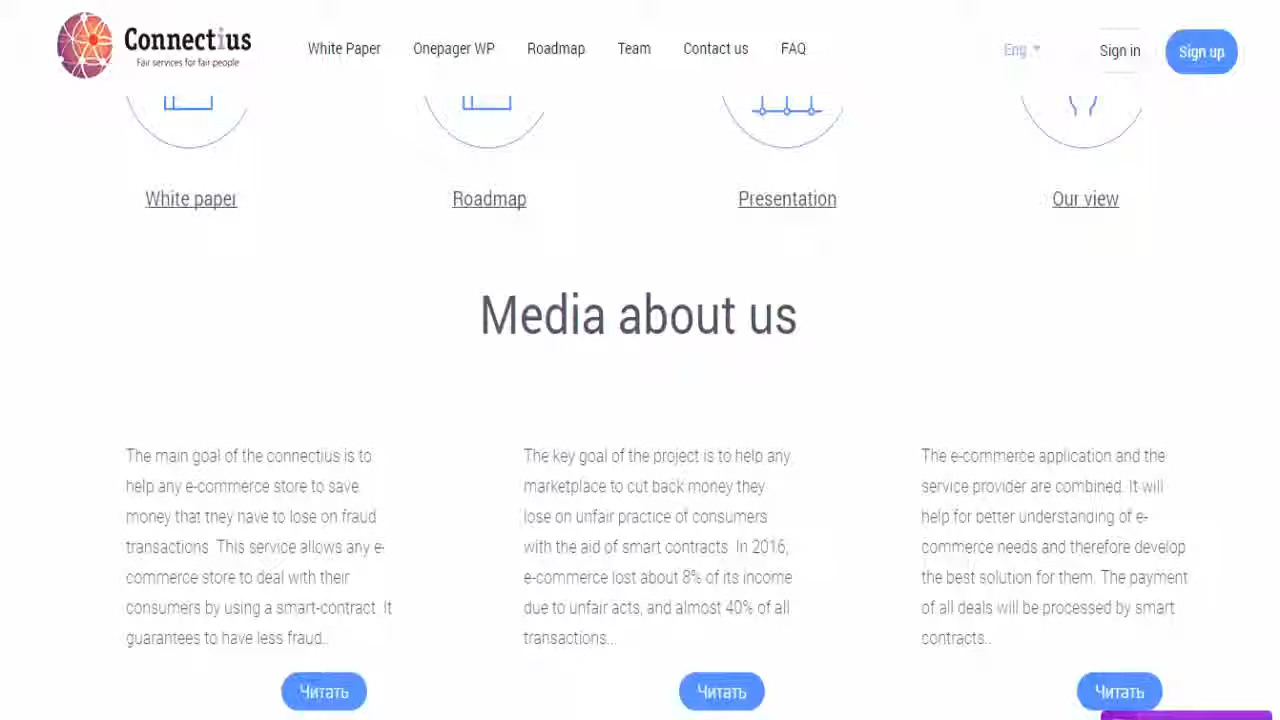 Connectius
Fair services for fair people
White Paper
Onepager WP
Roadmap
Team
Contact us
FAQ
Eng
Sign in
Sign up
White paper
Roadmap
Presentation
Our view
Media about us
The main goal of the connectius is to
help any e-commerce store to save
money that they have to lose on fraud
transactions. This service allows any e-
commerce store to deal with their
consumers by using a smart-contract. It
guarantees to have less fraud..
Читать
The key goal of the project is to help any
marketplace to cut back money they
lose on unfair practice of consumers
with the aid of smart contracts. In 2016,
e-commerce lost about 8% of its income
due to unfair acts, and almost 40% of all
transactions...
Читать
The e-commerce application and the
service provider are combined. It will
help for better understanding of e-
commerce needs and therefore develop
the best solution for them. The payment
of all deals will be processed by smart
contracts..
Читать